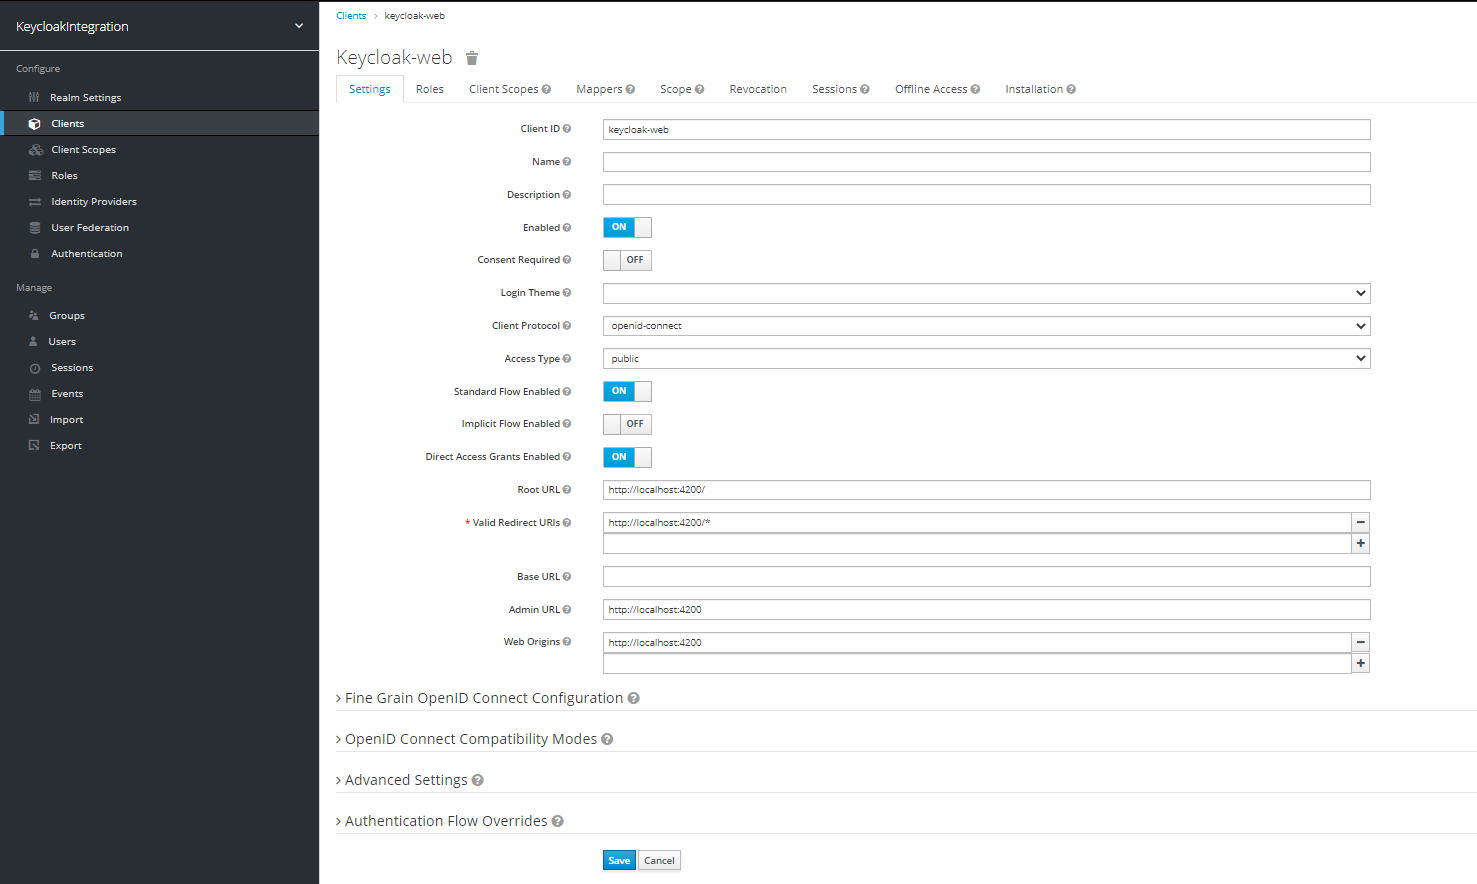 KeycloakIntegration
Configure
Realm Settings
Clients
Client Scopes
Roles
Identity Providers
User Federation
Authentication
Manage
Groups
Users
Sessions
Events
Import
Export
Clients > keycloak-web
Keycloak-web
Settings Roles Client Scopes Mappers Scope Revocation Sessions Offline Access Installation
Client ID keycloak-web
Name
Description
Enabled ON
Consent Required OFF
Login Theme
Client Protocol openid-connect
Access Type public
Standard Flow Enabled ON
Implicit Flow Enabled OFF
Direct Access Grants Enabled ON
Root URL http://localhost:4200/
* Valid Redirect URIs http://localhost:4200/*
Base URL
Admin URL http://localhost:4200
Web Origins http://localhost:4200
Fine Grain OpenID Connect Configuration
OpenID Connect Compatibility Modes
Advanced Settings
Authentication Flow Overrides
Save Cancel